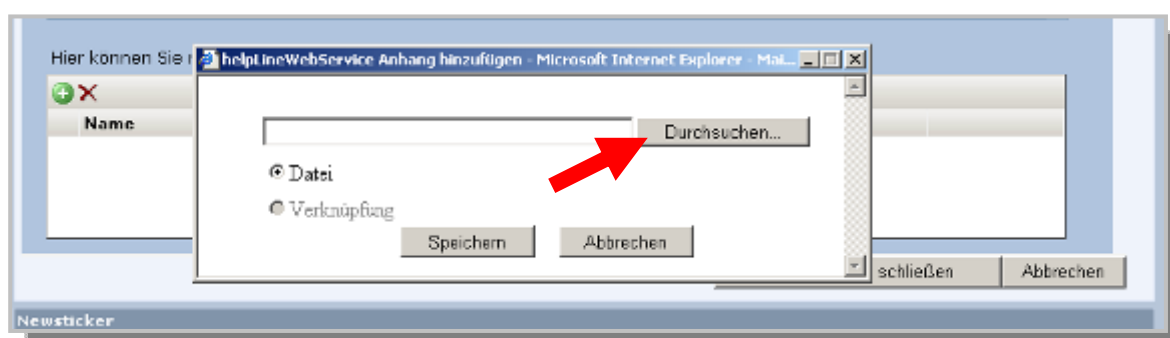 Hier können Sie
helpLineWebService Anhang hinzufügen - Microsoft Internet Explorer - Mai...
Name
Durchsuchen...
Datei
Verknüpfung
Speichern Abbrechen
schließen Abbrechen
Newsticker